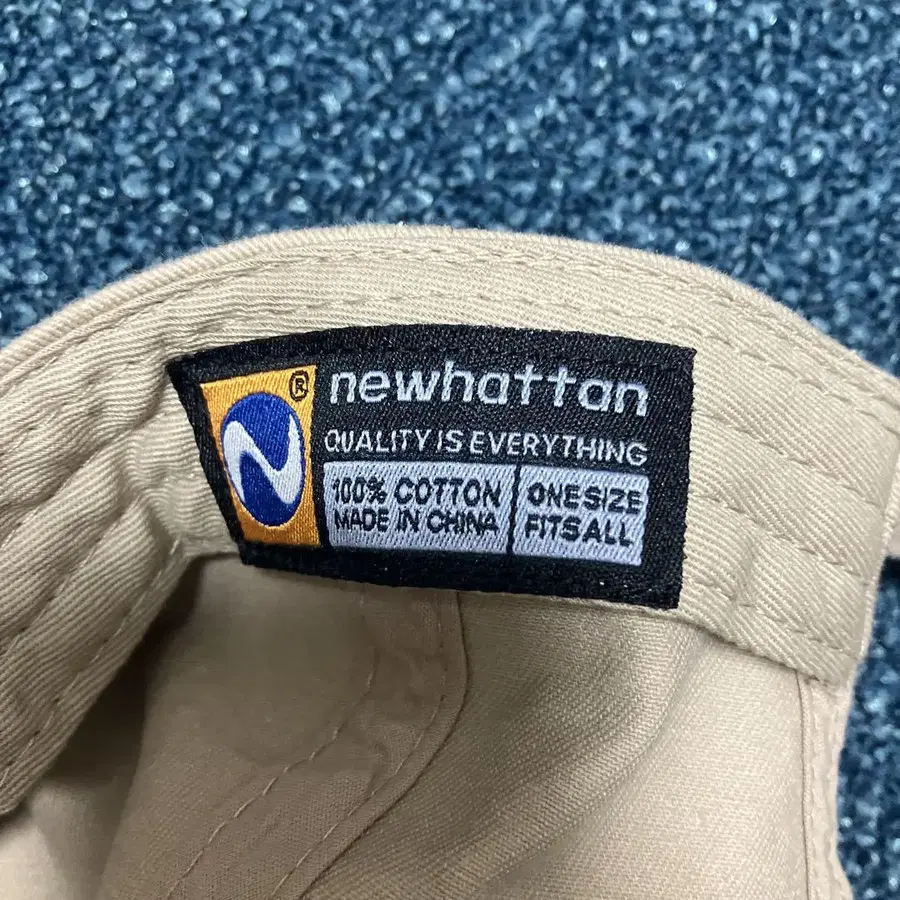 ® newhattan
QUALITY IS EVERYTHING
100% COTTON
MADE IN CHINA
ONE SIZE
FITS ALL